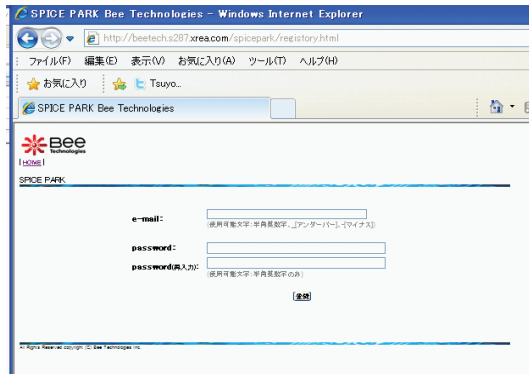 SPICE PARK Bee Technologies - Windows Internet Explorer
http://beetech.s287.xrea.com/spicepark/registory.html
ファイル(F) 編集(E) 表示(V) お気に入り(A) ツール(T) ヘルプ(H)
お気に入り Tsuyo...
SPICE PARK Bee Technologies
Bee
Technologies
| HOME |
SPICE PARK
e-mail:
(使用可能文字:半角英数字、_[アンダーバー],-[マイナス])
password:
password(再入力):
(使用可能文字:半角英数字のみ)
[登録]
All Rights Reserved copyright (C) Bee Technologies Inc.